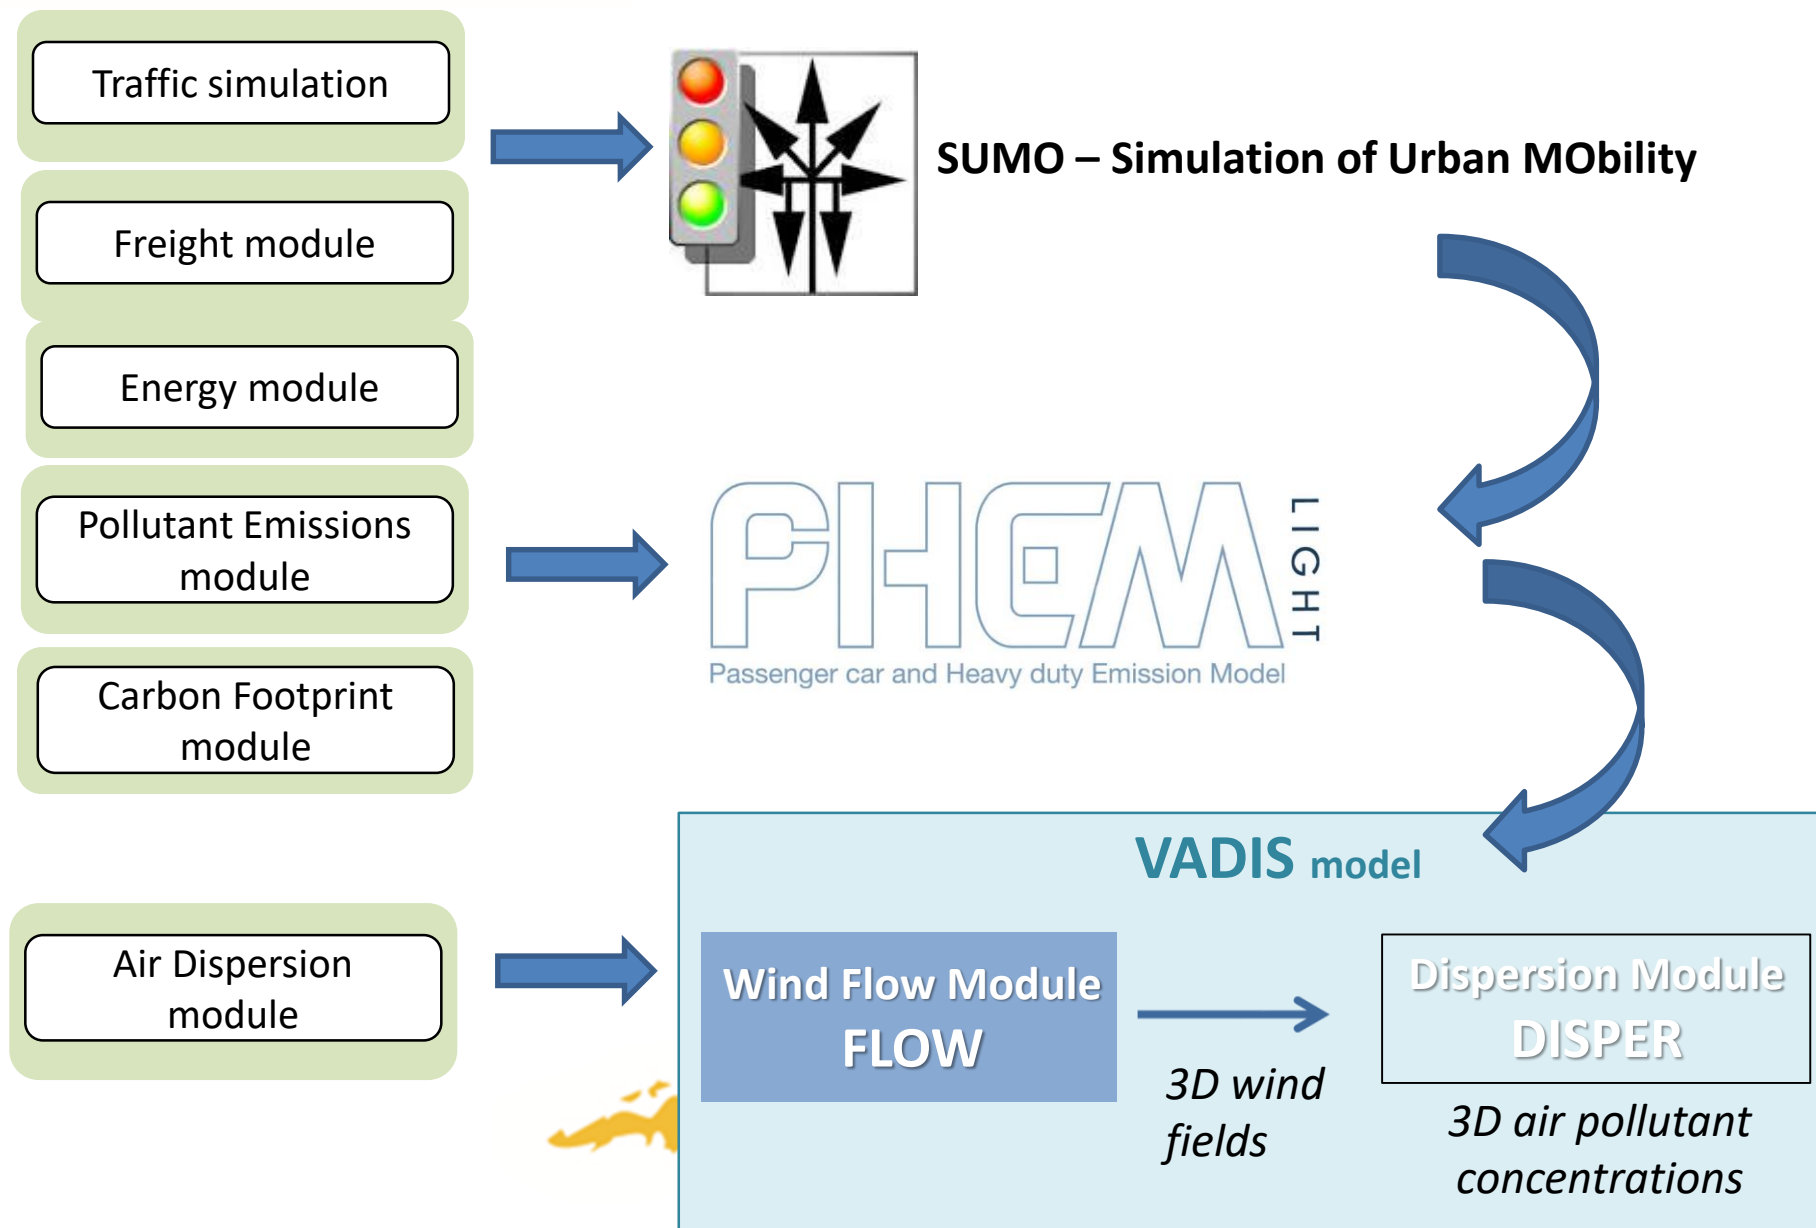 Traffic simulation
SUMO – Simulation of Urban MObility
Freight module
Energy module
Pollutant Emissions
module
PHEM
LIGHT
Passenger car and Heavy duty Emission Model
Carbon Footprint
module
VADIS model
Air Dispersion
module
Wind Flow Module
FLOW
3D wind
fields
Dispersion Module
DISPER
3D air pollutant
concentrations